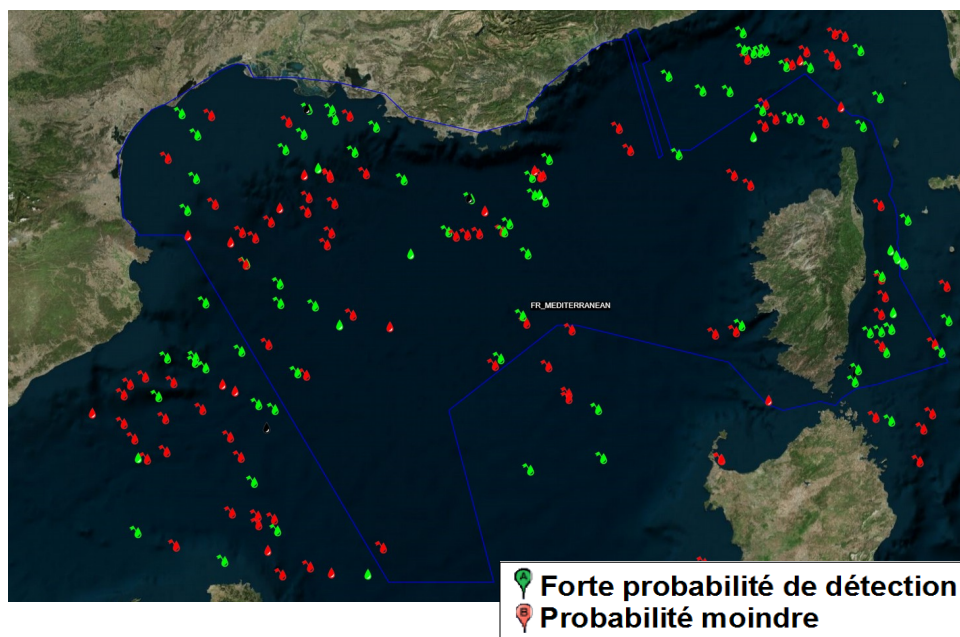 FR_MEDITERRANEAN
A Forte probabilité de détection
B Probabilité moindre